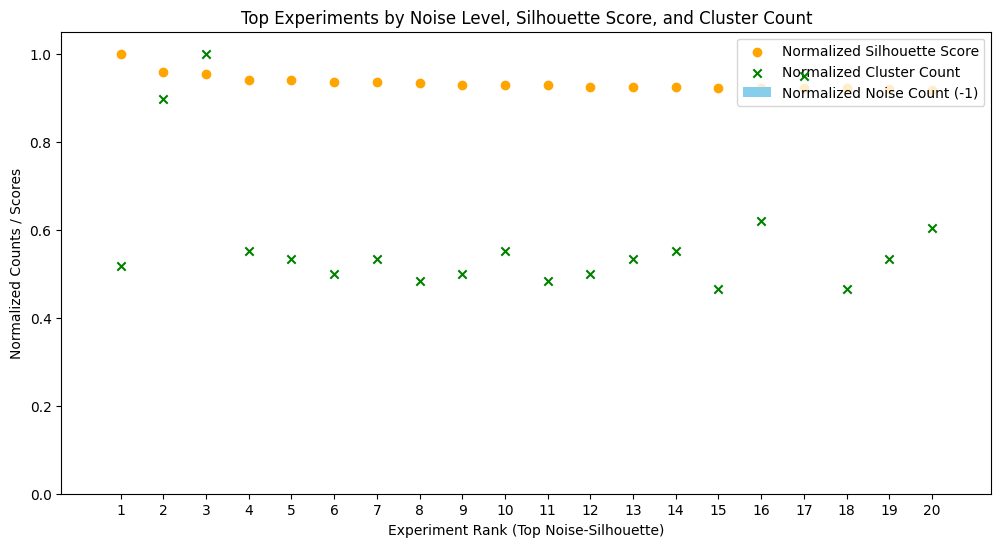 Top Experiments by Noise Level, Silhouette Score, and Cluster Count
Normalized Silhouette Score
Normalized Cluster Count
Normalized Noise Count (-1)
Normalized Counts / Scores
1.0
0.8
0.6
0.4
0.2
0.0
1 2 3 4 5 6 7 8 9 10 11 12 13 14 15 16 17 18 19 20
Experiment Rank (Top Noise-Silhouette)